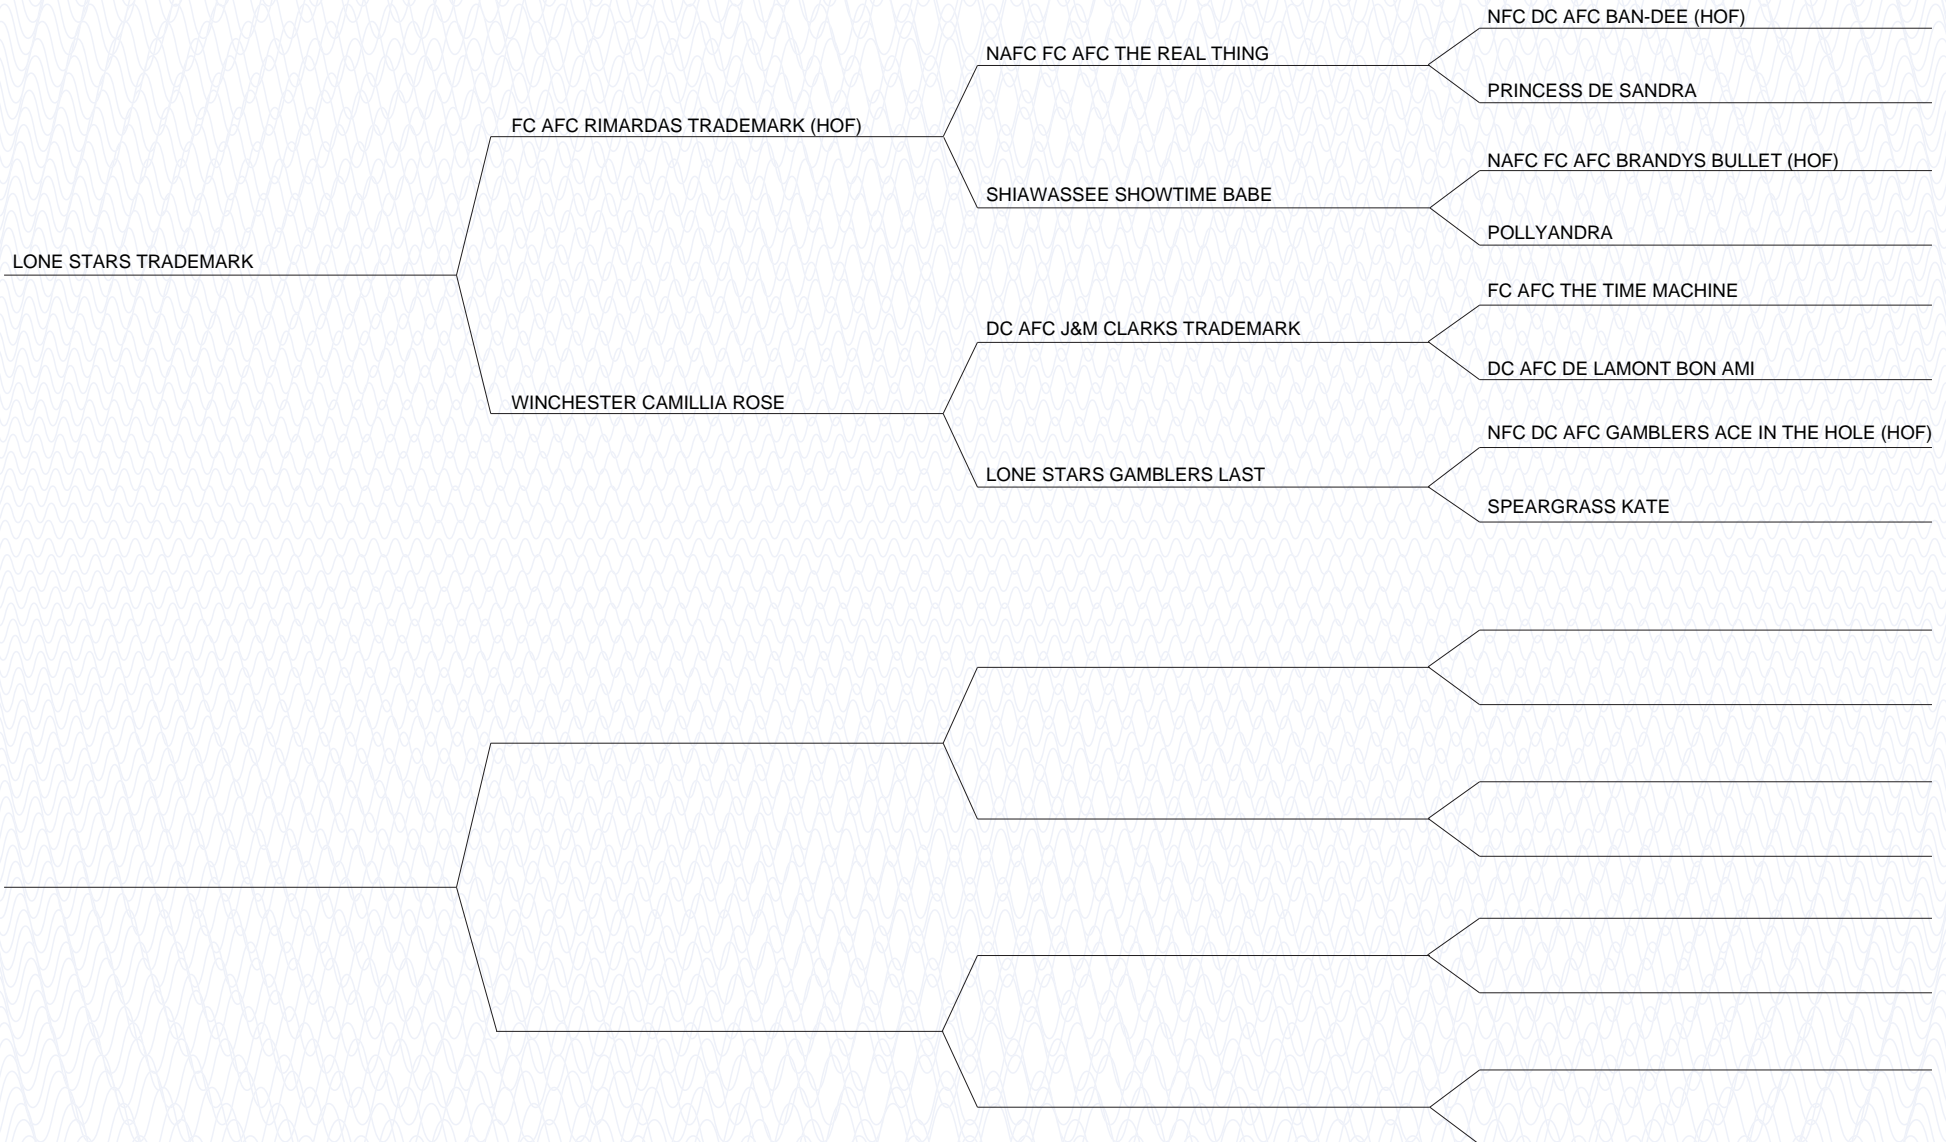 NFC DC AFC BAN-DEE (HOF)
NAFC FC AFC THE REAL THING
PRINCESS DE SANDRA
FC AFC RIMARDAS TRADEMARK (HOF)
NAFC FC AFC BRANDYS BULLET (HOF)
SHIAWASSEE SHOWTIME BABE
POLLYANDRA
LONE STARS TRADEMARK
FC AFC THE TIME MACHINE
DC AFC J&M CLARKS TRADEMARK
DC AFC DE LAMONT BON AMI
WINCHESTER CAMILLIA ROSE
NFC DC AFC GAMBLERS ACE IN THE HOLE (HOF)
LONE STARS GAMBLERS LAST
SPEARGRASS KATE